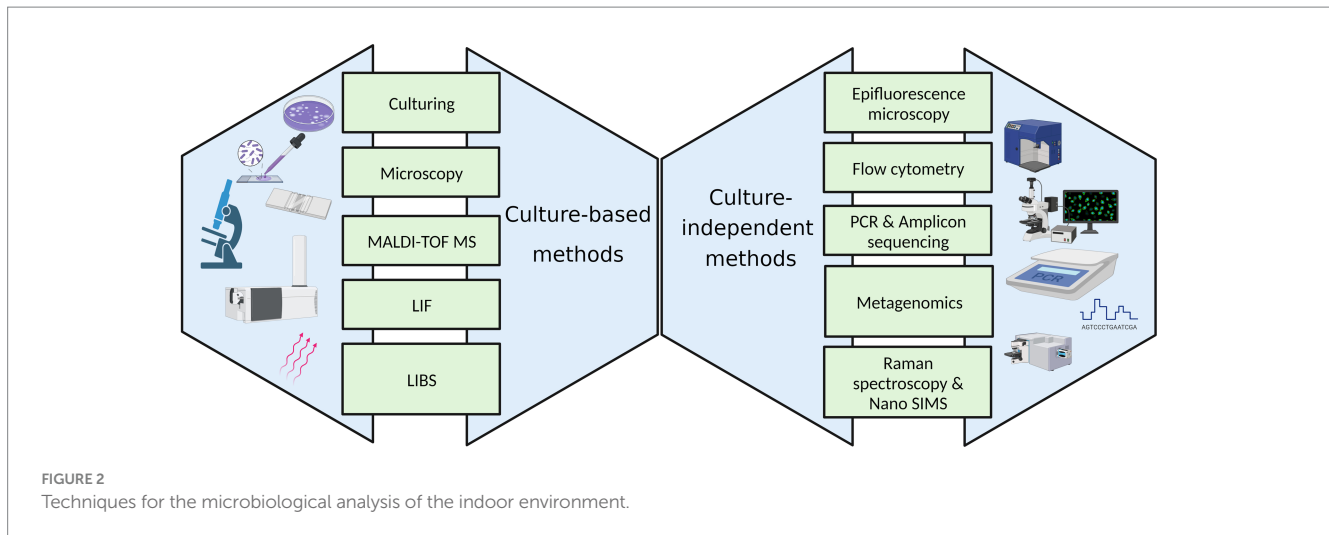 Culturing
Microscopy
MALDI-TOF MS
LIF
LIBS
Culture-based
methods
Culture-
independent
methods
Epifluorescence
microscopy
Flow cytometry
PCR & Amplicon
sequencing
Metagenomics
Raman
spectroscopy &
Nano SIMS
PCR
AGTCCCTGAATCGA
FIGURE 2
Techniques for the microbiological analysis of the indoor environment.